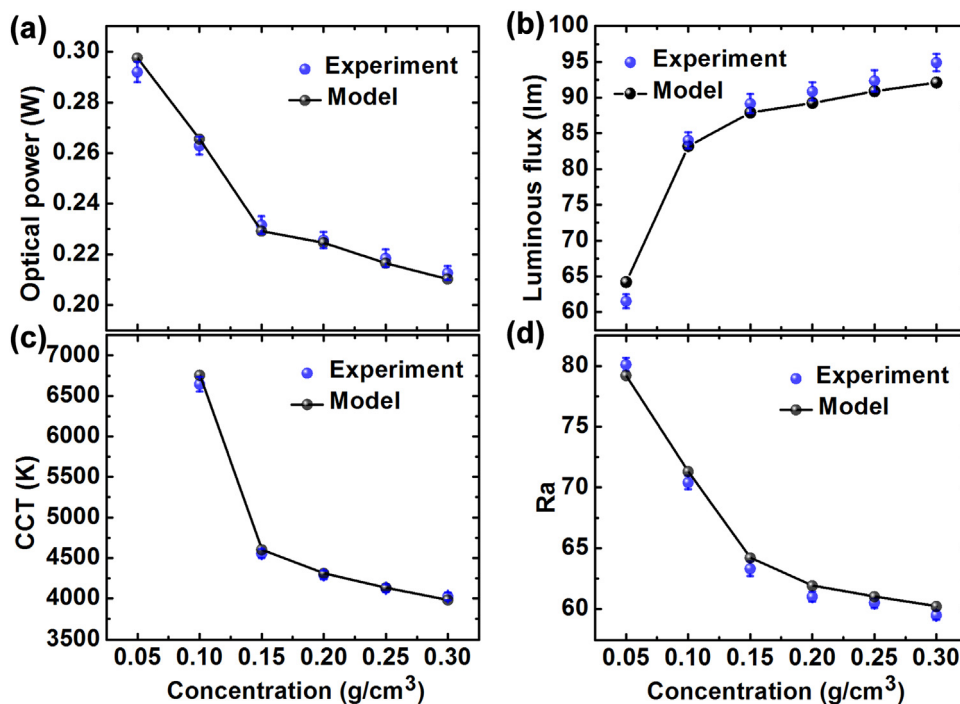 (a)
Optical power (W)
0.30
0.28
0.26
0.24
0.22
0.20
Experiment
Model
(b)
Luminous flux (lm)
100
95
90
85
80
75
70
65
60
Experiment
Model
(c)
CCT (K)
7000
6500
6000
5500
5000
4500
4000
3500
Experiment
Model
0.05 0.10 0.15 0.20 0.25 0.30
Concentration (g/cm³)
(d)
Ra
80
75
70
65
60
Experiment
Model
0.05 0.10 0.15 0.20 0.25 0.30
Concentration (g/cm³)